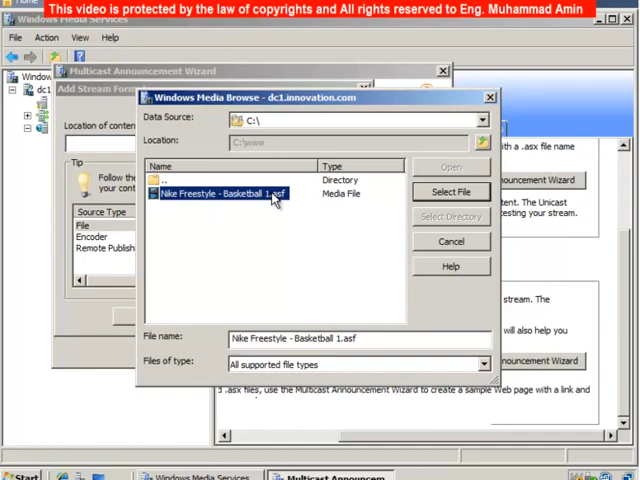 Home
This video is protected by the law of copyrights and All rights reserved to Eng. Muhammad Amin
Windows Media Services
File Action View Help
Multicast Announcement Wizard
Window
dc1
Add Stream Form
Windows Media Browse - dc1.innovation.com
Data Source:
C:\
Location of conten
Location:
C:\www
Tip
Follow the
your conte
Source Type
File
Encoder
Remote Publish
Name
Type
..
Directory
Nike Freestyle - Basketball 1.asf
Media File
Open
Select File
Select Directory
Cancel
Help
File name:
Nike Freestyle - Basketball 1.asf
Files of type:
All supported file types
ith a .asx file name
nouncement Wizard
ntent. The Unicast
testing your stream.
stream. The
will also help you
nouncement Wizard
.asx files, use the Multicast Announcement Wizard to create a sample Web page with a link and
Start
Windows Media Services
Multicast Announcem...